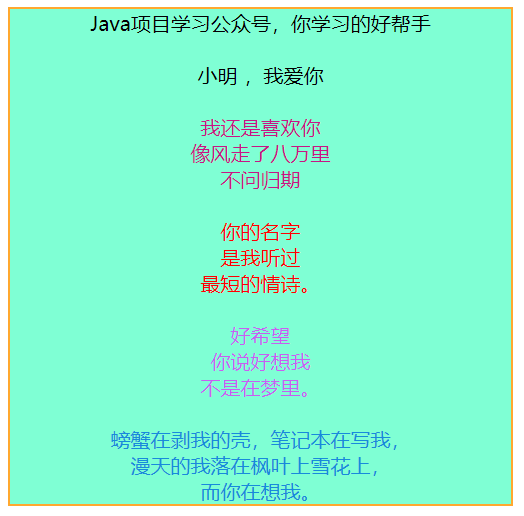 Java项目学习公众号，你学习的好帮手
小明 ，我爱你
我还是喜欢你
像风走了八万里
不问归期
你的名字
是我听过
最短的情诗。
好希望
你说好想我
不是在梦里。
螃蟹在剥我的壳，笔记本在写我，
漫天的我落在枫叶上雪花上，
而你在想我。